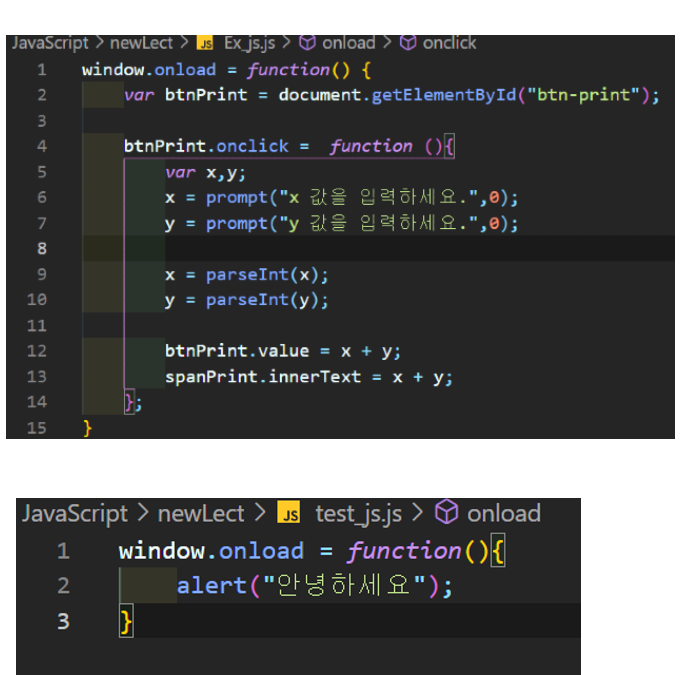 JavaScript > newLect > JS Ex_js.js > onload > onclick
1 window.onload = function() {
2 var btnPrint = document.getElementById("btn-print");
3
4 btnPrint.onclick =  function (){
5 var x,y;
6 x = prompt("x 값을 입력하세요.",0);
7 y = prompt("y 값을 입력하세요.",0);
8
9 x = parseInt(x);
10 y = parseInt(y);
11
12 btnPrint.value = x + y;
13 spanPrint.innerText = x + y;
14 };
15 }
JavaScript > newLect > JS test_js.js > onload
1 window.onload = function(){
2 alert("안녕하세요");
3 }